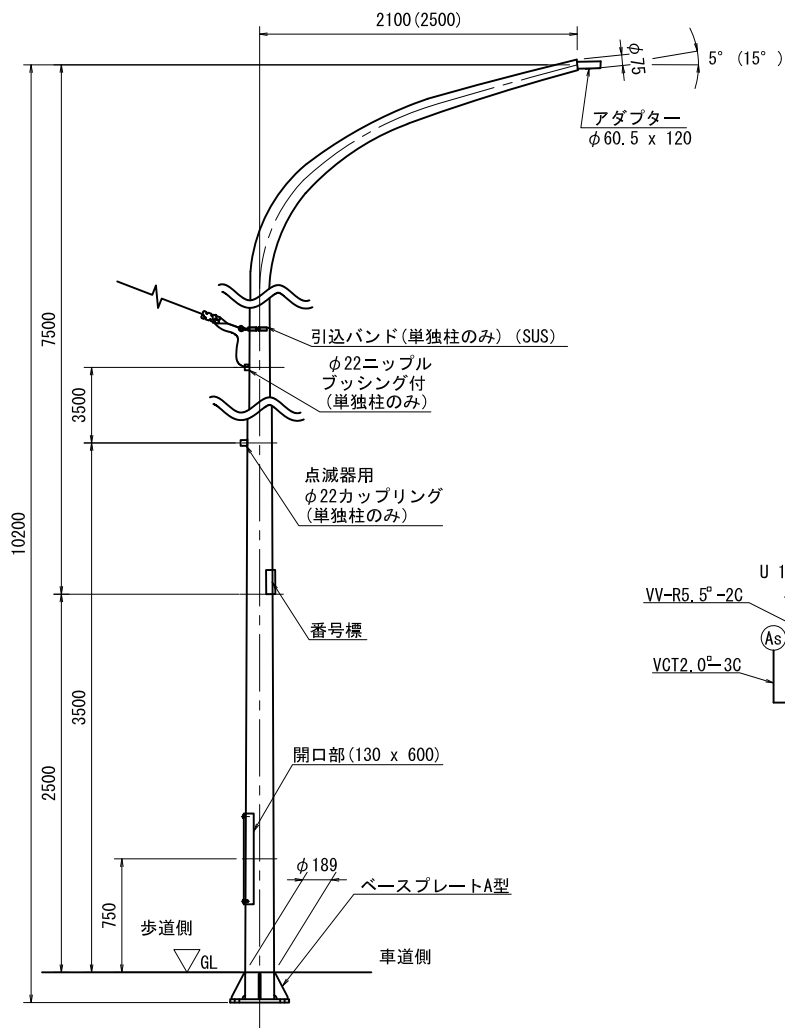 2100(2500)
φ75
5° (15°)
アダプター
φ60.5 x 120
7500
引込バンド(単独柱のみ) (SUS)
φ22ニップル
ブッシング付
(単独柱のみ)
3500
点滅器用
φ22カップリング
(単独柱のみ)
10200
U 1
VV-R5.5□-2C
As
VCT2.0□-3C
番号標
3500
2500
開口部(130 x 600)
φ189
ベースプレートA型
750
歩道側
GL
車道側